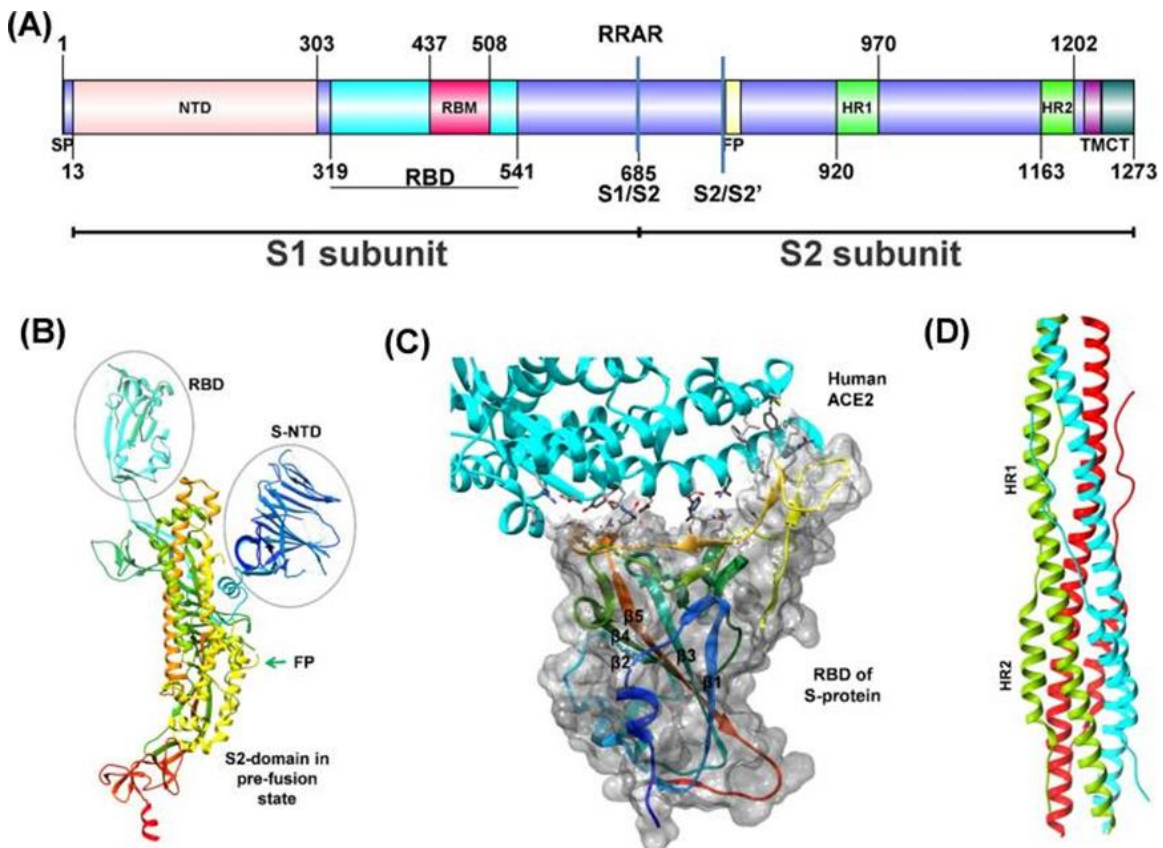 (A)
1 303 437 508 RRAR 970 1202
NTD RBM HR1 HR2
SP FP TMCT
13 319 RBD 541 685 920 1163 1273
S1/S2 S2/S2’
S1 subunit S2 subunit
(B)
RBD
S-NTD
FP
S2-domain in
pre-fusion
state
(C)
Human
ACE2
β5
β4
β2
β3
β1
RBD of
S-protein
(D)
HR1
HR2